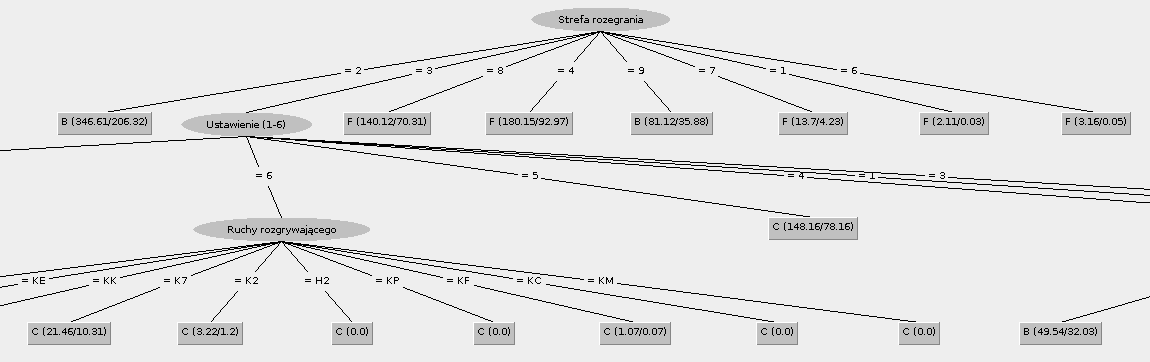 Strefa rozegrania
= 2
= 3
= 8
= 4
= 9
= 7
= 1
= 6
B (346.61/206.32)
Ustawienie (1-6)
F (140.12/70.31)
F (180.15/92.97)
B (81.12/35.88)
F (13.7/4.23)
F (2.11/0.03)
F (3.16/0.05)
= 6
= 5
= 4
= 1
= 3
Ruchy rozgrywającego
C (148.16/78.16)
= KE
= KK
= K7
= K2
= H2
= KP
= KF
= KC
= KM
C (21.46/10.31)
C (3.22/1.2)
C (0.0)
C (0.0)
C (1.07/0.07)
C (0.0)
C (0.0)
B (49.54/32.03)